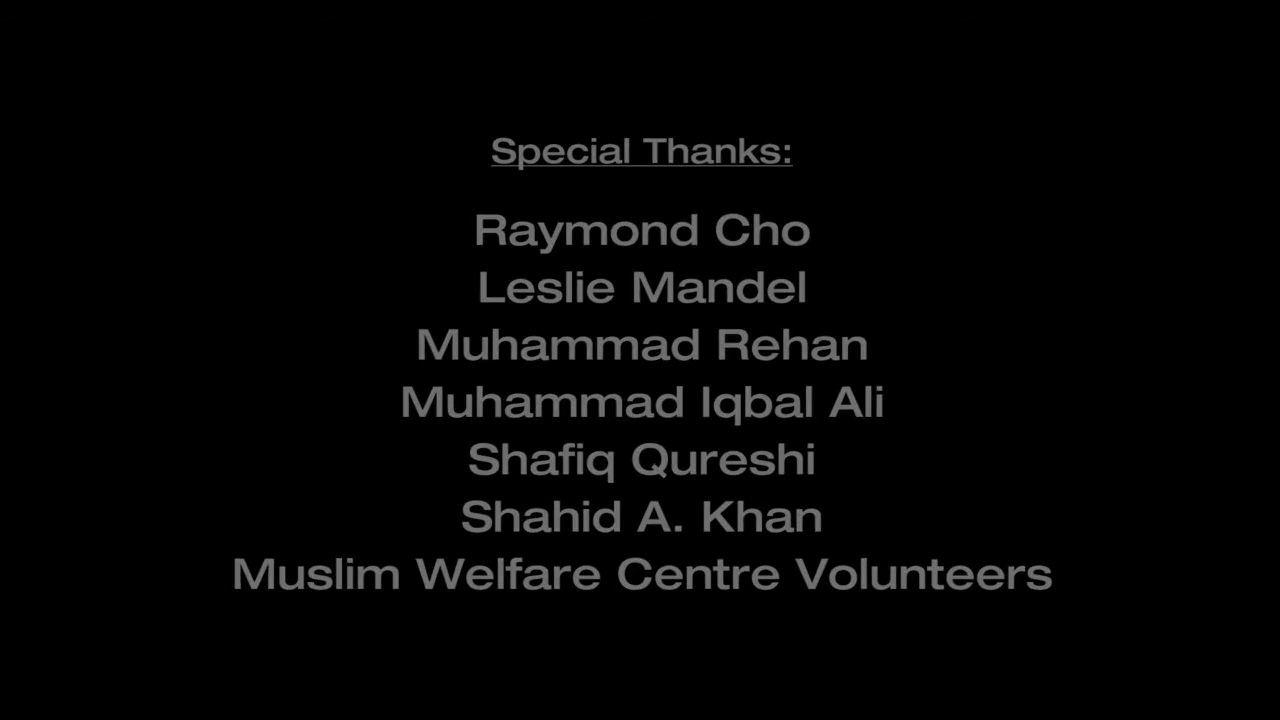 Special Thanks:
Raymond Cho
Leslie Mandel
Muhammad Rehan
Muhammad Iqbal Ali
Shafiq Qureshi
Shahid A. Khan
Muslim Welfare Centre Volunteers